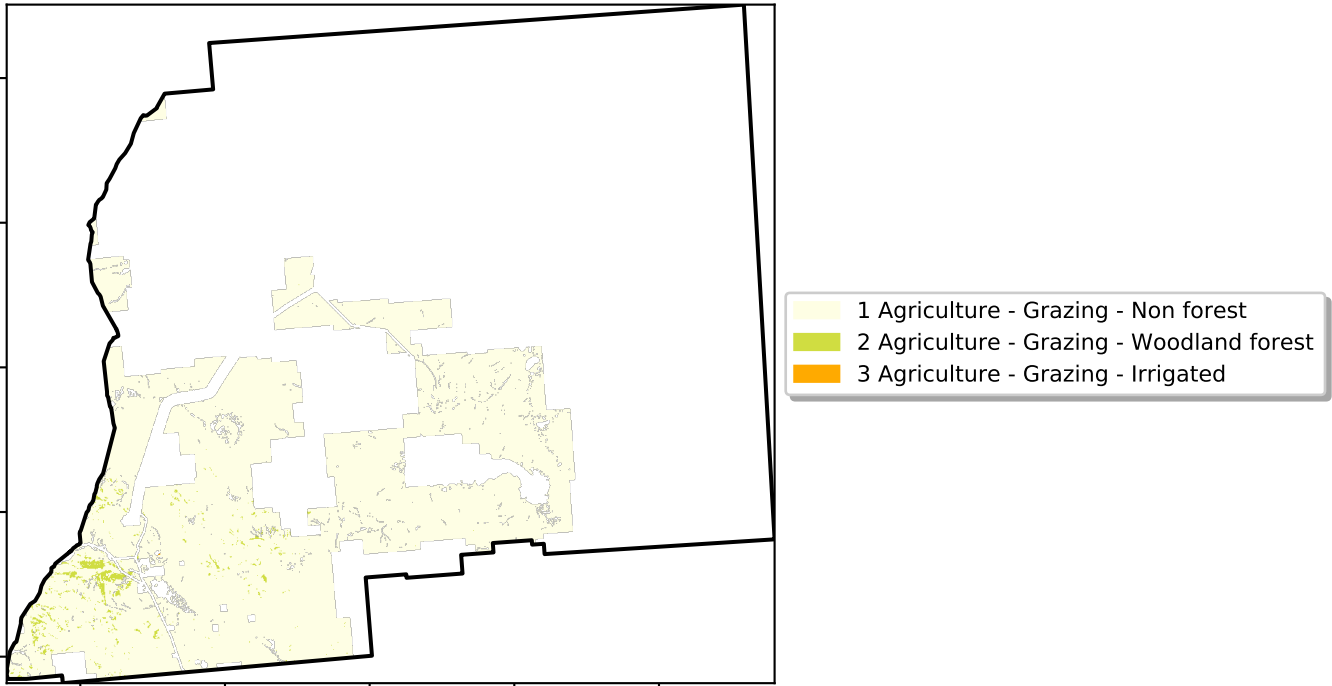 1 Agriculture - Grazing - Non forest
2 Agriculture - Grazing - Woodland forest
3 Agriculture - Grazing - Irrigated